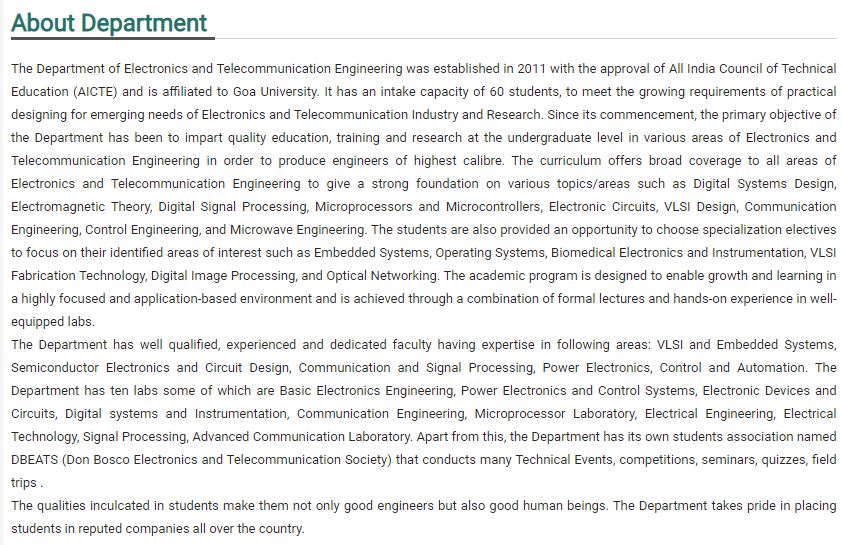 About Department
The Department of Electronics and Telecommunication Engineering was established in 2011 with the approval of All India Council of Technical
Education (AICTE) and is affiliated to Goa University. It has an intake capacity of 60 students, to meet the growing requirements of practical
designing for emerging needs of Electronics and Telecommunication Industry and Research. Since its commencement, the primary objective of
the Department has been to impart quality education, training and research at the undergraduate level in various areas of Electronics and
Telecommunication Engineering in order to produce engineers of highest calibre. The curriculum offers broad coverage to all areas of
Electronics and Telecommunication Engineering to give a strong foundation on various topics/areas such as Digital Systems Design,
Electromagnetic Theory, Digital Signal Processing, Microprocessors and Microcontrollers, Electronic Circuits, VLSI Design, Communication
Engineering, Control Engineering, and Microwave Engineering. The students are also provided an opportunity to choose specialization electives
to focus on their identified areas of interest such as Embedded Systems, Operating Systems, Biomedical Electronics and Instrumentation, VLSI
Fabrication Technology, Digital Image Processing, and Optical Networking. The academic program is designed to enable growth and learning in
a highly focused and application-based environment and is achieved through a combination of formal lectures and hands-on experience in well-
equipped labs.
The Department has well qualified, experienced and dedicated faculty having expertise in following areas: VLSI and Embedded Systems,
Semiconductor Electronics and Circuit Design, Communication and Signal Processing, Power Electronics, Control and Automation. The
Department has ten labs some of which are Basic Electronics Engineering, Power Electronics and Control Systems, Electronic Devices and
Circuits, Digital systems and Instrumentation, Communication Engineering, Microprocessor Laboratory, Electrical Engineering, Electrical
Technology, Signal Processing, Advanced Communication Laboratory. Apart from this, the Department has its own students association named
DBEATS (Don Bosco Electronics and Telecommunication Society) that conducts many Technical Events, competitions, seminars, quizzes, field
trips .
The qualities inculcated in students make them not only good engineers but also good human beings. The Department takes pride in placing
students in reputed companies all over the country.